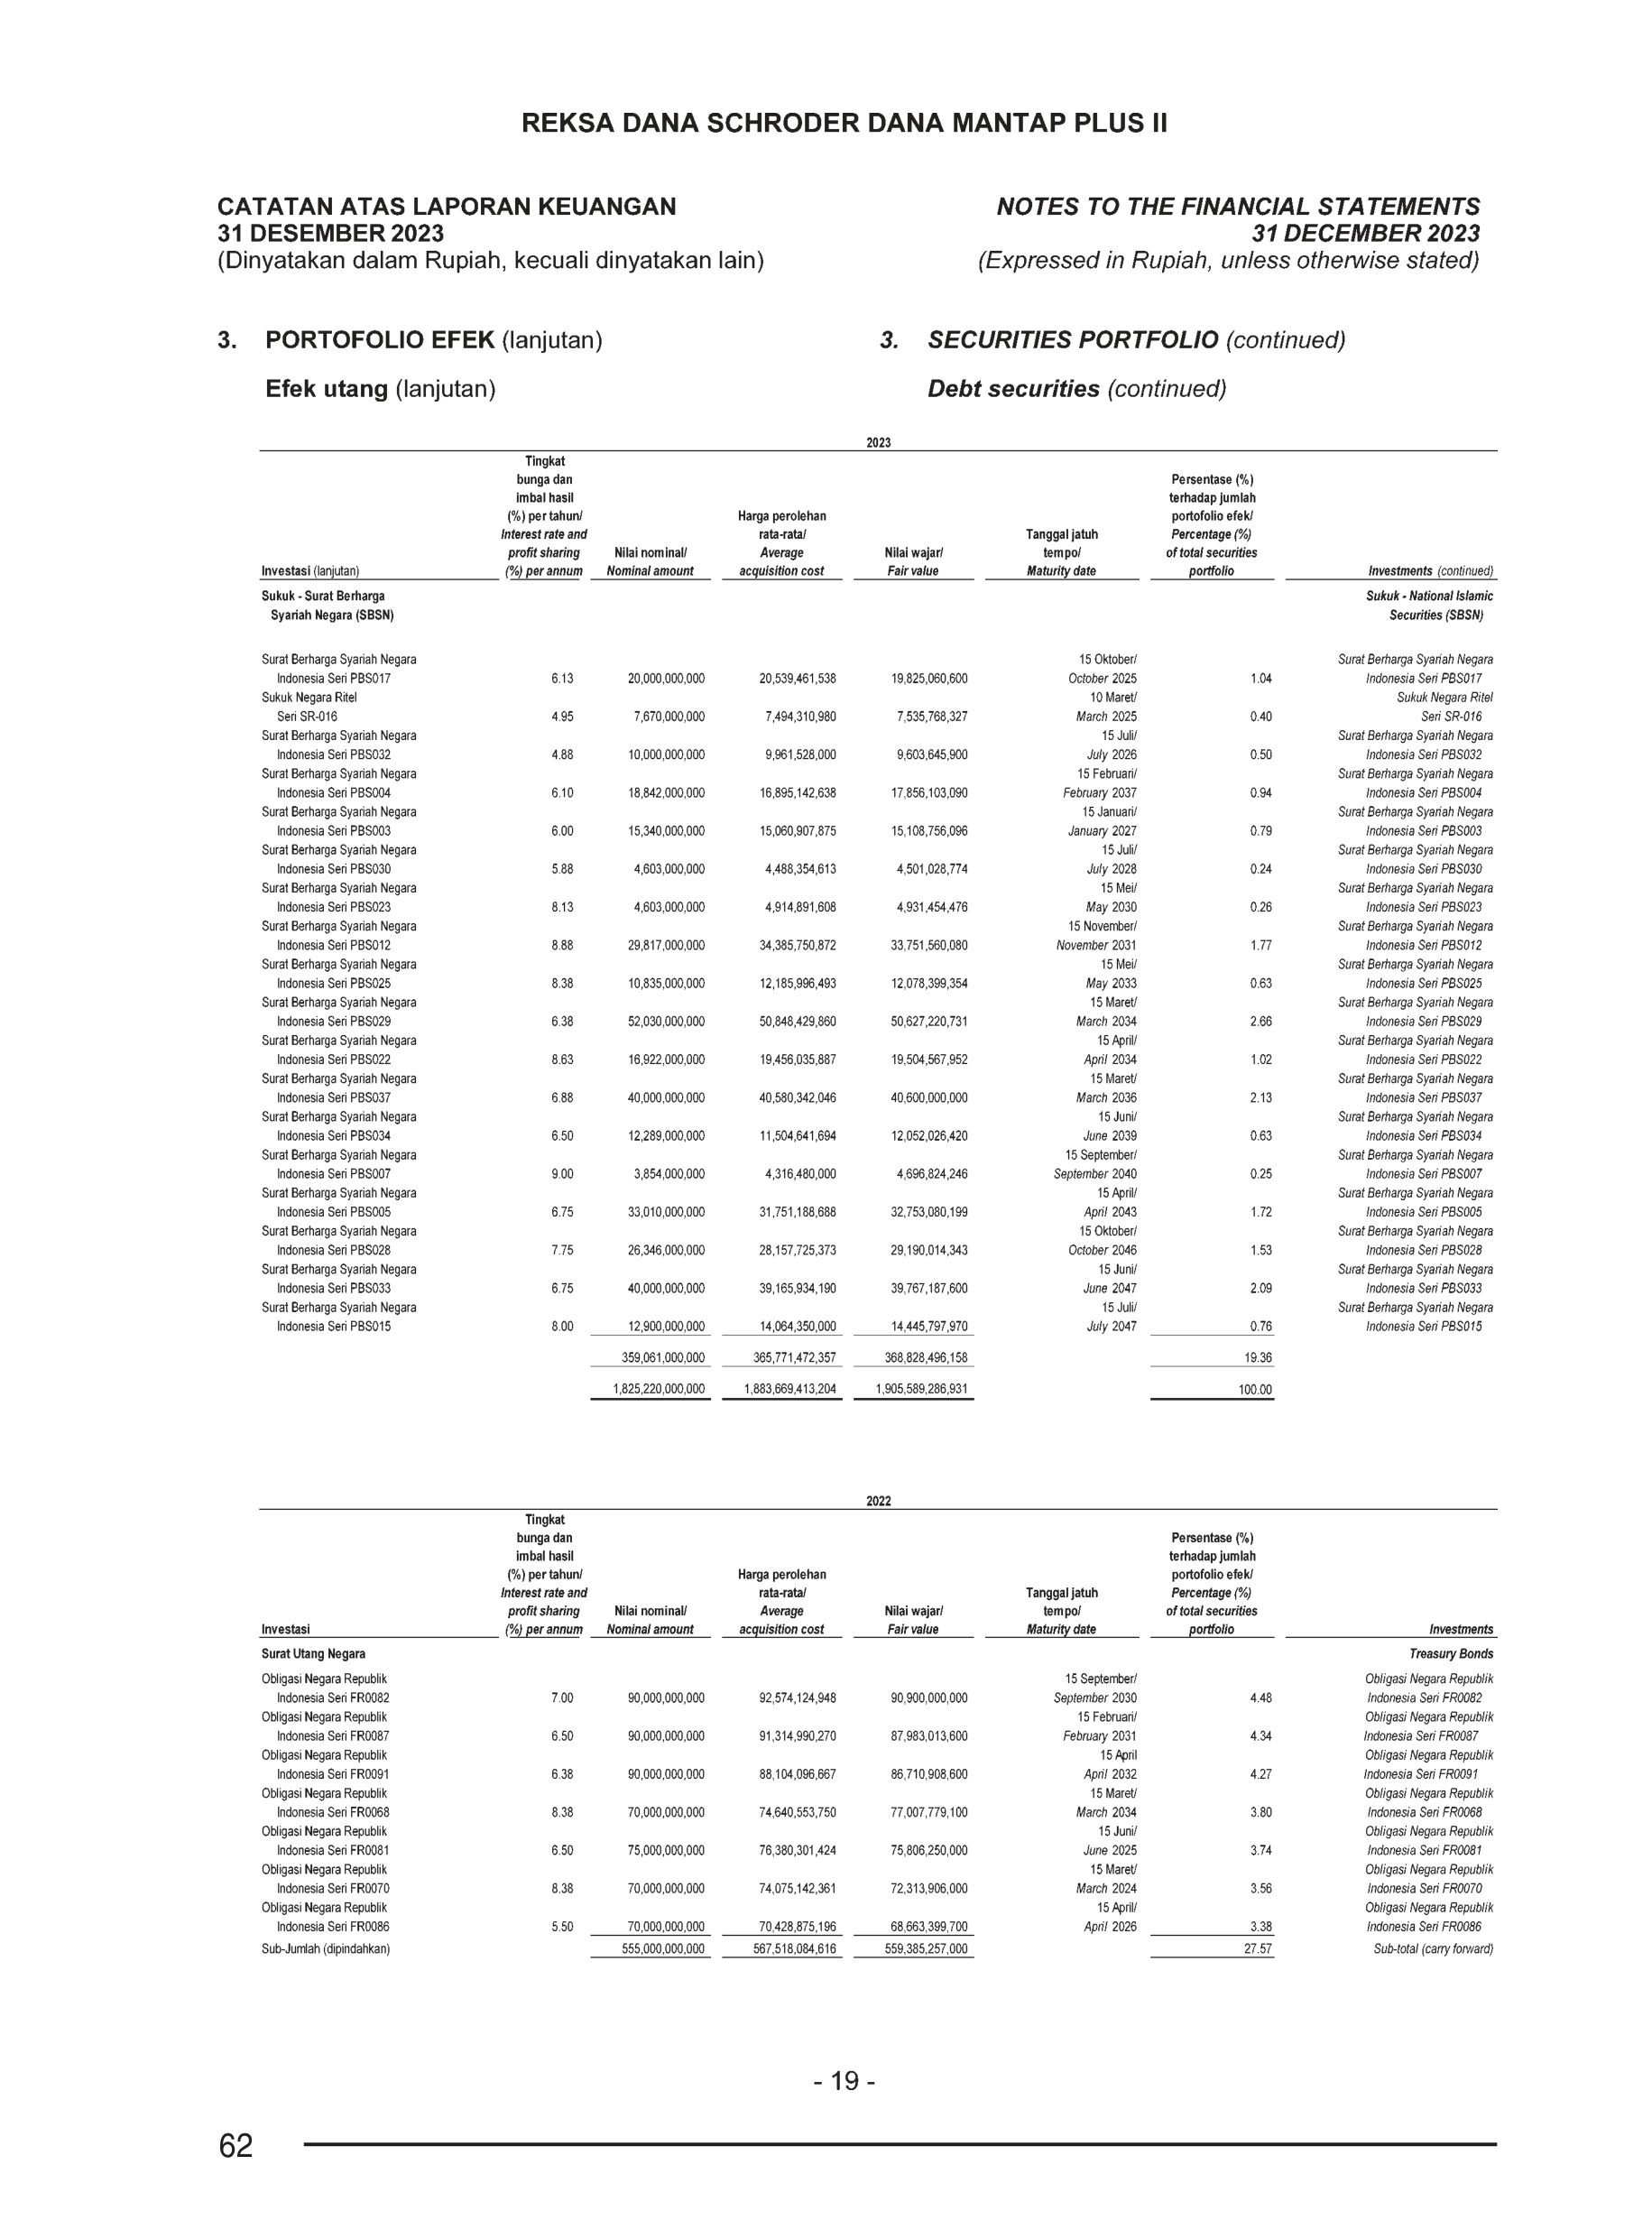 REKSA DANA SCHRODER DANA MANTAP PLUS II
CATATAN ATAS LAPORAN KEUANGAN
31 DESEMBER 2023
(Dinyatakan dalam Rupiah, kecuali dinyatakan lain)
NOTES TO THE FINANCIAL STATEMENTS
31 DECEMBER 2023
(Expressed in Rupiah, unless otherwise stated)
3. PORTOFOLIO EFEK (lanjutan)
3. SECURITIES PORTFOLIO (continued)
Efek utang (lanjutan)
Debt securities (continued)
2023
Tingkat
bunga dan
imbal hasil Persentase (%)
terhadap jumlah
(%) per tahun/ Harga perolehan portofolio efek/
Interest rate and rata-rata/ Tanggal jatuh Percentage (%)
profit sharing Nilai nominal/ Average Nilai wajar/ tempo/ of total securities
Investasi (lanjutan) (%) per annum Nominal amount acquisition cost Fair value Maturity date portfolio Investments (continued)
Sukuk - Surat Berharga Sukuk - National Islamic
Syariah Negara (SBSN) Securities (SBSN)
Surat Berharga Syariah Negara 15 Oktober/ Surat Berharga Syariah Negara
Indonesia Seri PBS017 6.13 20,000,000,000 20,539,461,538 19,825,060,600 October 2025 1.04 Indonesia Seri PBS017
Sukuk Negara Ritel 10 Maret/ Sukuk Negara Ritel
Seri SR-016 4.95 7,670,000,000 7,494,310,980 7,535,768,327 March 2025 0.40 Seri SR-016
Surat Berharga Syariah Negara 15 Juli/ Surat Berharga Syariah Negara
Indonesia Seri PBS032 4.88 10,000,000,000 9,961,528,000 9,603,645,900 July 2026 0.50 Indonesia Seri PBS032
Surat Berharga Syariah Negara 15 Februari/ Surat Berharga Syariah Negara
Indonesia Seri PBS004 6.10 18,842,000,000 16,895,142,638 17,856,103,090 February 2037 0.94 Indonesia Seri PBS004
Surat Berharga Syariah Negara 15 Januari/ Surat Berharga Syariah Negara
Indonesia Seri PBS003 6.00 15,340,000,000 15,060,907,875 15,108,756,096 January 2027 0.79 Indonesia Seri PBS003
Surat Berharga Syariah Negara 15 Juli/ Surat Berharga Syariah Negara
Indonesia Seri PBS030 5.88 4,603,000,000 4,488,354,613 4,501,028,774 July 2028 0.24 Indonesia Seri PBS030
Surat Berharga Syariah Negara 15 Mei/ Surat Berharga Syariah Negara
Indonesia Seri PBS023 8.13 4,603,000,000 4,914,891,608 4,931,454,476 May 2030 0.26 Indonesia Seri PBS023
Surat Berharga Syariah Negara 15 November/ Surat Berharga Syariah Negara
Indonesia Seri PBS012 8.88 29,817,000,000 34,385,750,872 33,751,560,080 November 2031 1.77 Indonesia Seri PBS012
Surat Berharga Syariah Negara 15 Mei/ Surat Berharga Syariah Negara
Indonesia Seri PBS025 8.38 10,835,000,000 12,185,996,493 12,078,399,354 May 2033 0.63 Indonesia Seri PBS025
Surat Berharga Syariah Negara 15 Maret/ Surat Berharga Syariah Negara
Indonesia Seri PBS029 6.38 52,030,000,000 50,848,429,860 50,627,220,731 March 2034 2.66 Indonesia Seri PBS029
Surat Berharga Syariah Negara 15 April/ Surat Berharga Syariah Negara
Indonesia Seri PBS022 8.63 16,922,000,000 19,456,035,887 19,504,567,952 April 2034 1.02 Indonesia Seri PBS022
Surat Berharga Syariah Negara 15 Maret/ Surat Berharga Syariah Negara
Indonesia Seri PBS037 6.88 40,000,000,000 40,580,342,046 40,600,000,000 March 2036 2.13 Indonesia Seri PBS037
Surat Berharga Syariah Negara 15 Juni/ Surat Berharga Syariah Negara
Indonesia Seri PBS034 6.50 12,289,000,000 11,504,641,694 12,052,026,420 June 2039 0.63 Indonesia Seri PBS034
Surat Berharga Syariah Negara 15 September/ Surat Berharga Syariah Negara
Indonesia Seri PBS007 9.00 3,854,000,000 4,316,480,000 4,696,824,246 September 2040 0.25 Indonesia Seri PBS007
Surat Berharga Syariah Negara 15 April/ Surat Berharga Syariah Negara
Indonesia Seri PBS005 6.75 33,010,000,000 31,751,188,688 32,753,080,199 April 2043 1.72 Indonesia Seri PBS005
Surat Berharga Syariah Negara 15 Oktober/ Surat Berharga Syariah Negara
Indonesia Seri PBS028 7.75 26,346,000,000 28,157,725,373 29,190,014,343 October 2046 1.53 Indonesia Seri PBS028
Surat Berharga Syariah Negara 15 Juni/ Surat Berharga Syariah Negara
Indonesia Seri PBS033 6.75 40,000,000,000 39,165,934,190 39,767,187,600 June 2047 2.09 Indonesia Seri PBS033
Surat Berharga Syariah Negara 15 Juli/ Surat Berharga Syariah Negara
Indonesia Seri PBS015 8.00 12,900,000,000 14,064,350,000 14,445,797,970 July 2047 0.76 Indonesia Seri PBS015
359,061,000,000 365,771,472,357 368,828,496,158 19.36
1,825,220,000,000 1,883,669,413,204 1,905,589,286,931 100.00
2022
Tingkat
bunga dan Persentase (%)
imbal hasil terhadap jumlah
(%) per tahun/ Harga perolehan portofolio efek/
Interest rate and rata-rata/ Tanggal jatuh Percentage (%)
profit sharing Nilai nominal/ Average Nilai wajar/ tempo/ of total securities
Investasi (%) per annum Nominal amount acquisition cost Fair value Maturity date portfolio Investments
Surat Utang Negara Treasury Bonds
Obligasi Negara Republik 15 September/ Obligasi Negara Republik
Indonesia Seri FR0082 7.00 90,000,000,000 92,574,124,948 90,900,000,000 September 2030 4.48 Indonesia Seri FR0082
Obligasi Negara Republik 15 Februari/ Obligasi Negara Republik
Indonesia Seri FR0087 6.50 90,000,000,000 91,314,990,270 87,983,013,600 February 2031 4.34 Indonesia Seri FR0087
Obligasi Negara Republik 15 April Obligasi Negara Republik
Indonesia Seri FR0091 6.38 90,000,000,000 88,104,096,667 86,710,908,600 April 2032 4.27 Indonesia Seri FR0091
Obligasi Negara Republik 15 Maret/ Obligasi Negara Republik
Indonesia Seri FR0068 8.38 70,000,000,000 74,640,553,750 77,007,779,100 March 2034 3.80 Indonesia Seri FR0068
Obligasi Negara Republik 15 Juni/ Obligasi Negara Republik
Indonesia Seri FR0081 6.50 75,000,000,000 76,380,301,424 75,806,250,000 June 2025 3.74 Indonesia Seri FR0081
Obligasi Negara Republik 15 Maret/ Obligasi Negara Republik
Indonesia Seri FR0070 8.38 70,000,000,000 74,075,142,361 72,313,906,000 March 2024 3.56 Indonesia Seri FR0070
Obligasi Negara Republik 15 April/ Obligasi Negara Republik
Indonesia Seri FR0086 5.50 70,000,000,000 70,428,875,196 68,663,399,700 April 2026 3.38 Indonesia Seri FR0086
Sub-Jumlah (dipindahkan) 555,000,000,000 567,518,084,616 559,385,257,000 27.57 Sub-total (carry forward)
- 19 -
62